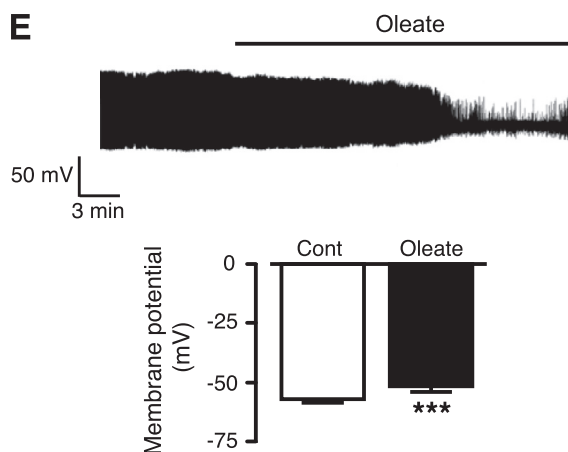 E
Oleate
50 mV
3 min
Cont Oleate
Membrane potential
(mV)
0
-25
-50
-75
***